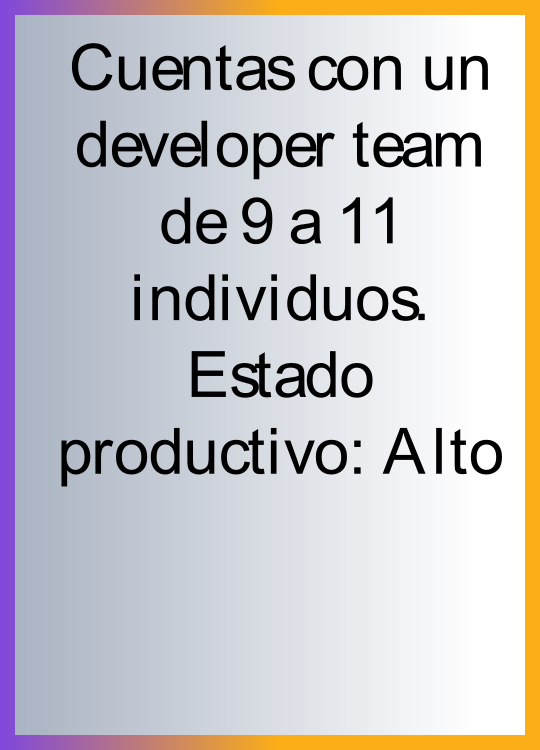 Cuentas con un
developer team
de 9 a 11
individuos.
Estado
productivo: Alto